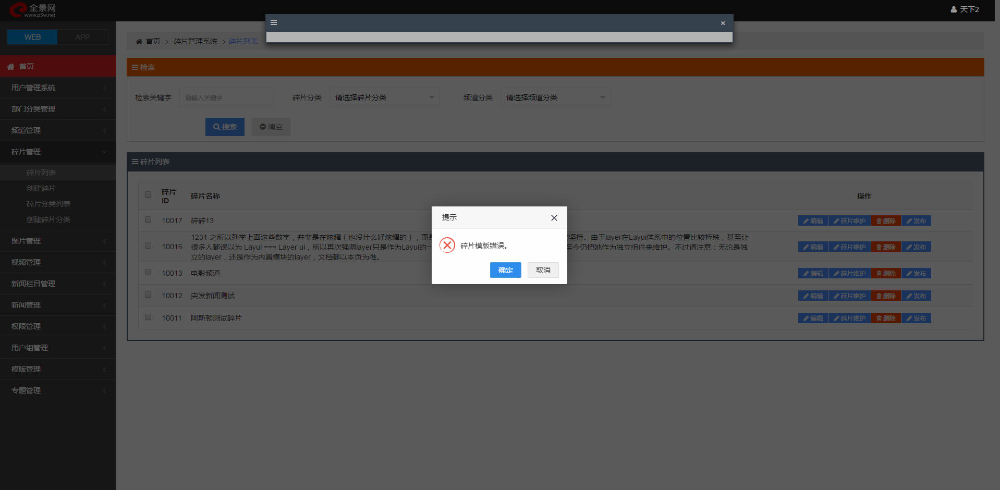 全景网
www.p5w.net
天下2
WEB
APP
首页
用户管理系统
部门分类管理
频道管理
碎片管理
碎片列表
创建碎片
碎片分类列表
创建碎片分类
图片管理
视频管理
新闻栏目管理
新闻管理
权限管理
用户组管理
模版管理
专题管理
×
首页 > 碎片管理系统 > 碎片列表
检索
检索关键字 请输入关键字 碎片分类 请选择碎片分类 频道分类 请选择频道分类
搜索 清空
碎片列表
碎片ID 碎片名称 操作
10017 碎碎13 编辑 碎片维护 删除 发布
1231 之所以列举上面这些数字，并非是在炫耀（也没什么好炫耀的），而是 坚持。由于layer在Layui体系中的位置比较特殊，甚至让
10016 很多人都误以为 Layui === Layer ui，所以再次强调layer只是作为Layui的一 至今仍把她作为独立组件来维护。不过请注意：无论是独 编辑 碎片维护 删除 发布
立的layer，还是作为内置模块的layer，文档都以本页为准。
10013 电影频道 编辑 碎片维护 删除 发布
10012 突发新闻测试 编辑 碎片维护 删除 发布
10011 阿斯顿测试碎片 编辑 碎片维护 删除 发布
提示
碎片模版错误。
确定 取消